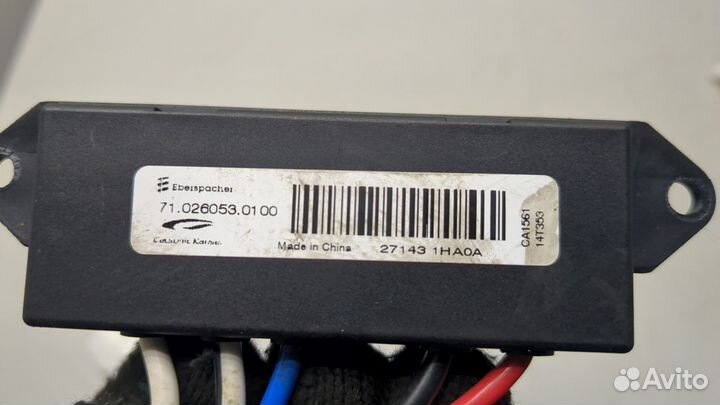 Eberspacher
71.026053.0100
Made in China
27143 1HA0A
CA1561
14T353
Avito